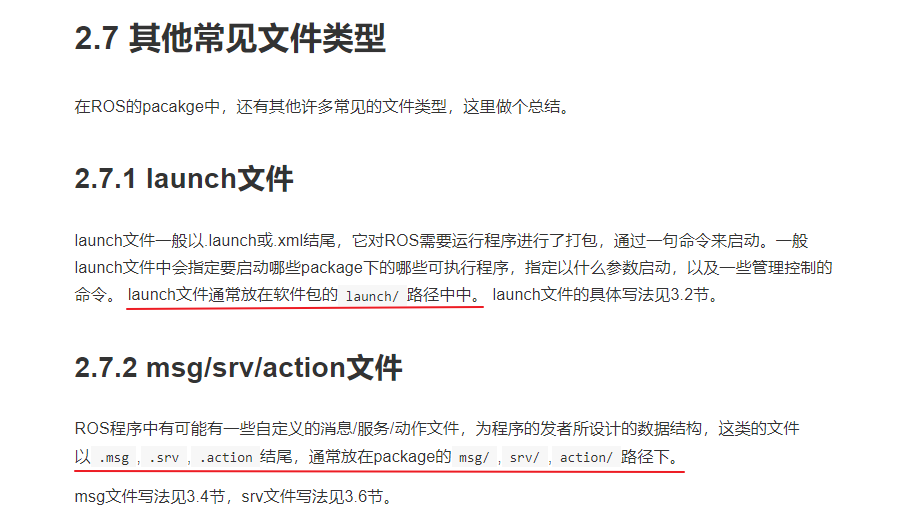 2.7 其他常见文件类型
在ROS的pacakge中，还有其他许多常见的文件类型，这里做个总结。
2.7.1 launch文件
launch文件一般以.launch或.xml结尾，它对ROS需要运行程序进行了打包，通过一句命令来启动。一般
launch文件中会指定要启动哪些package下的哪些可执行程序，指定以什么参数启动，以及一些管理控制的
命令。 launch文件通常放在软件包的 launch/ 路径中中。 launch文件的具体写法见3.2节。
2.7.2 msg/srv/action文件
ROS程序中有可能有一些自定义的消息/服务/动作文件，为程序的发者所设计的数据结构，这类的文件
以 .msg , .srv , .action 结尾，通常放在package的 msg/ , srv/ , action/ 路径下。
msg文件写法见3.4节，srv文件写法见3.6节。